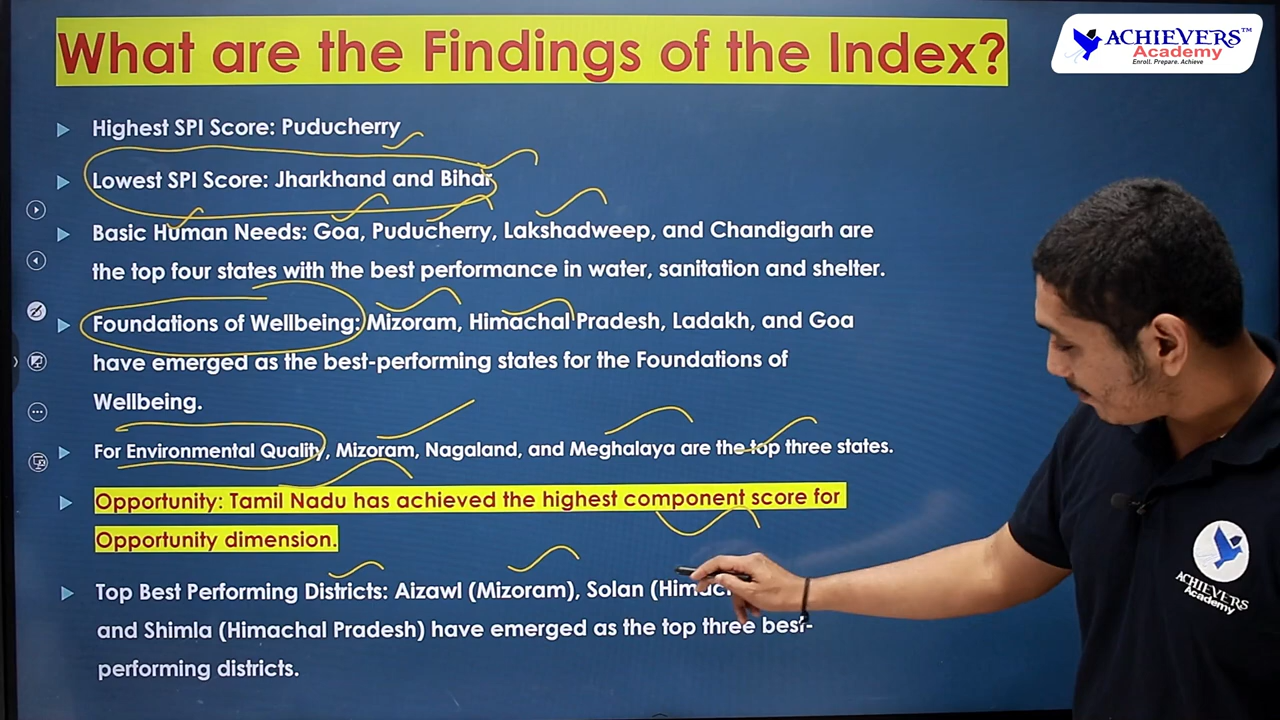 What are the Findings of the Index?
ACHIEVERS™
Academy
Enroll. Prepare. Achieve
Highest SPI Score: Puducherry
Lowest SPI Score: Jharkhand and Bihar
Basic Human Needs: Goa, Puducherry, Lakshadweep, and Chandigarh are
the top four states with the best performance in water, sanitation and shelter.
Foundations of Wellbeing: Mizoram, Himachal Pradesh, Ladakh, and Goa
have emerged as the best-performing states for the Foundations of
Wellbeing.
For Environmental Quality, Mizoram, Nagaland, and Meghalaya are the top three states.
Opportunity: Tamil Nadu has achieved the highest component score for
Opportunity dimension.
Top Best Performing Districts: Aizawl (Mizoram), Solan
and Shimla (Himachal Pradesh) have emerged as the top three best-
performing districts.
ACHIEVERS
Academy